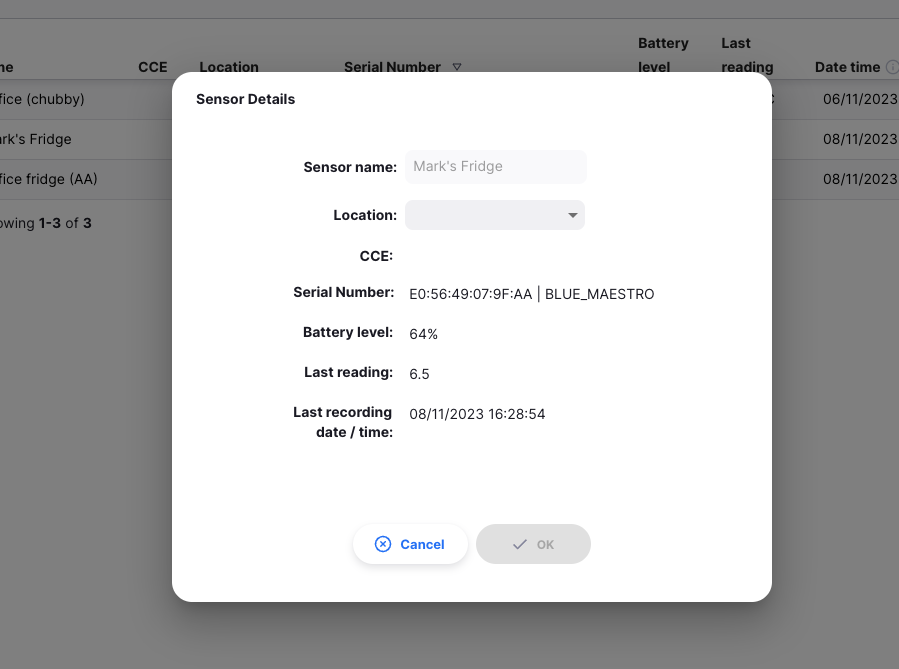 Battery Last
ne CCE Location Serial Number level reading Date time
fice (chubby) C 06/11/2023
ark's Fridge 08/11/2023
fice fridge (AA) 08/11/2023
owing 1-3 of 3
Sensor Details
Sensor name: Mark's Fridge
Location:
CCE:
Serial Number: E0:56:49:07:9F:AA | BLUE_MAESTRO
Battery level: 64%
Last reading: 6.5
Last recording 08/11/2023 16:28:54
date / time:
Cancel OK